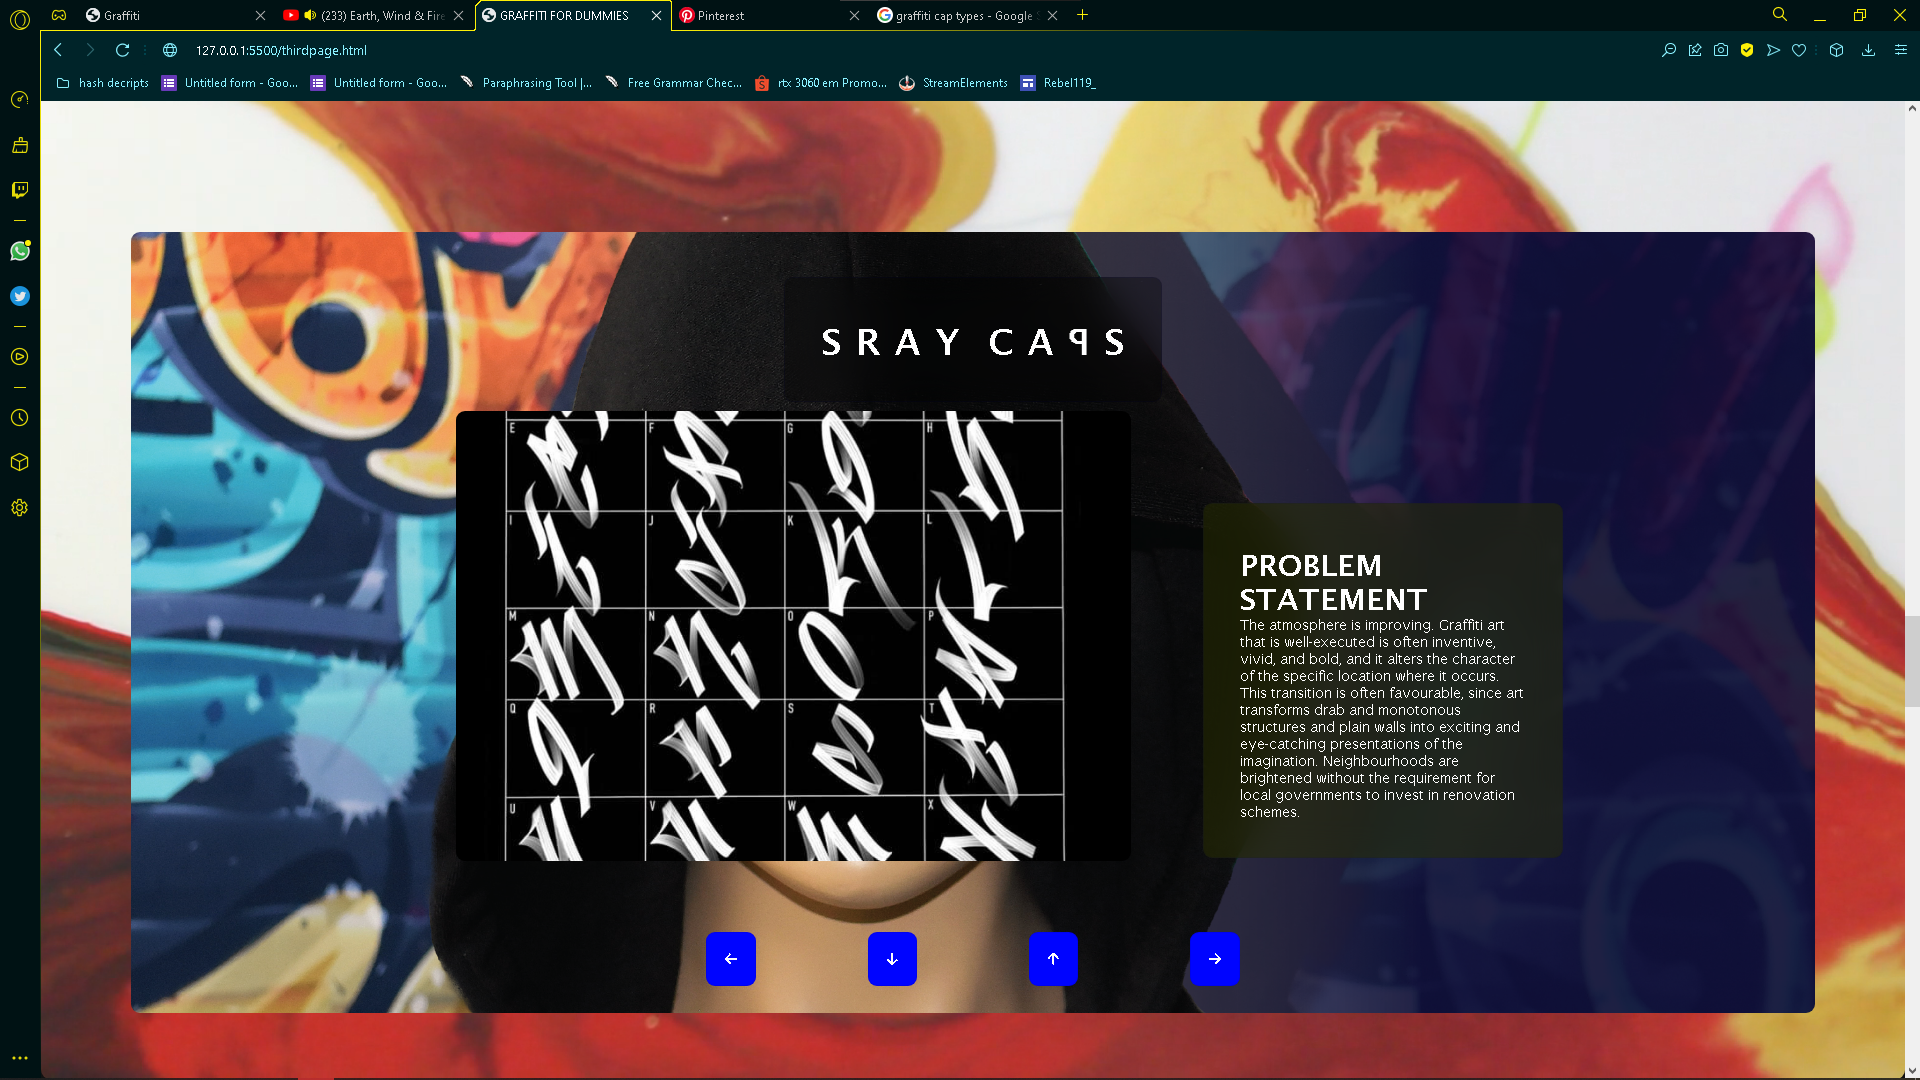 Graffiti
(233) Earth, Wind & Fire
GRAFFITI FOR DUMMIES
Pinterest
graffiti cap types - Google
127.0.0.1:5500/thirdpage.html
hash decripts
Untitled form - Goo...
Untitled form - Goo...
Paraphrasing Tool |...
Free Grammar Chec...
rtx 3060 em Promo...
StreamElements
Rebel119_
SRAY CAPS
E F G H
I J K L
M N O P
Q R S T
U V W X
PROBLEM
STATEMENT
The atmosphere is improving. Graffiti art
that is well-executed is often inventive,
vivid, and bold, and it alters the character
of the specific location where it occurs.
This transition is often favourable, since art
transforms drab and monotonous
structures and plain walls into exciting and
eye-catching presentations of the
imagination. Neighbourhoods are
brightened without the requirement for
local governments to invest in renovation
schemes.